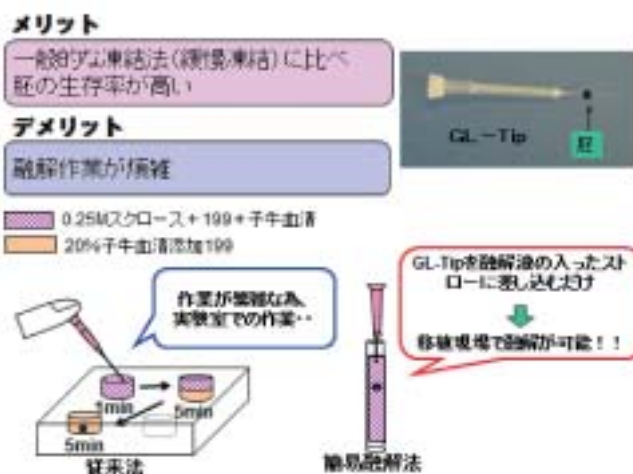 メリット
一般的な凍結法(緩慢凍結)に比べ
胚の生存率が高い
GL-Tip
胚
デメリット
融解作業が煩雑
0.25Mスクロース+199+子牛血清
20%子牛血清添加199
作業が繁雑な為、
実験室での作業‥
GL-Tipを融解液の入ったスト
ローに差し込むだけ
移植現場で融解が可能!!
1min
5min
5min
従来法
簡易融解法